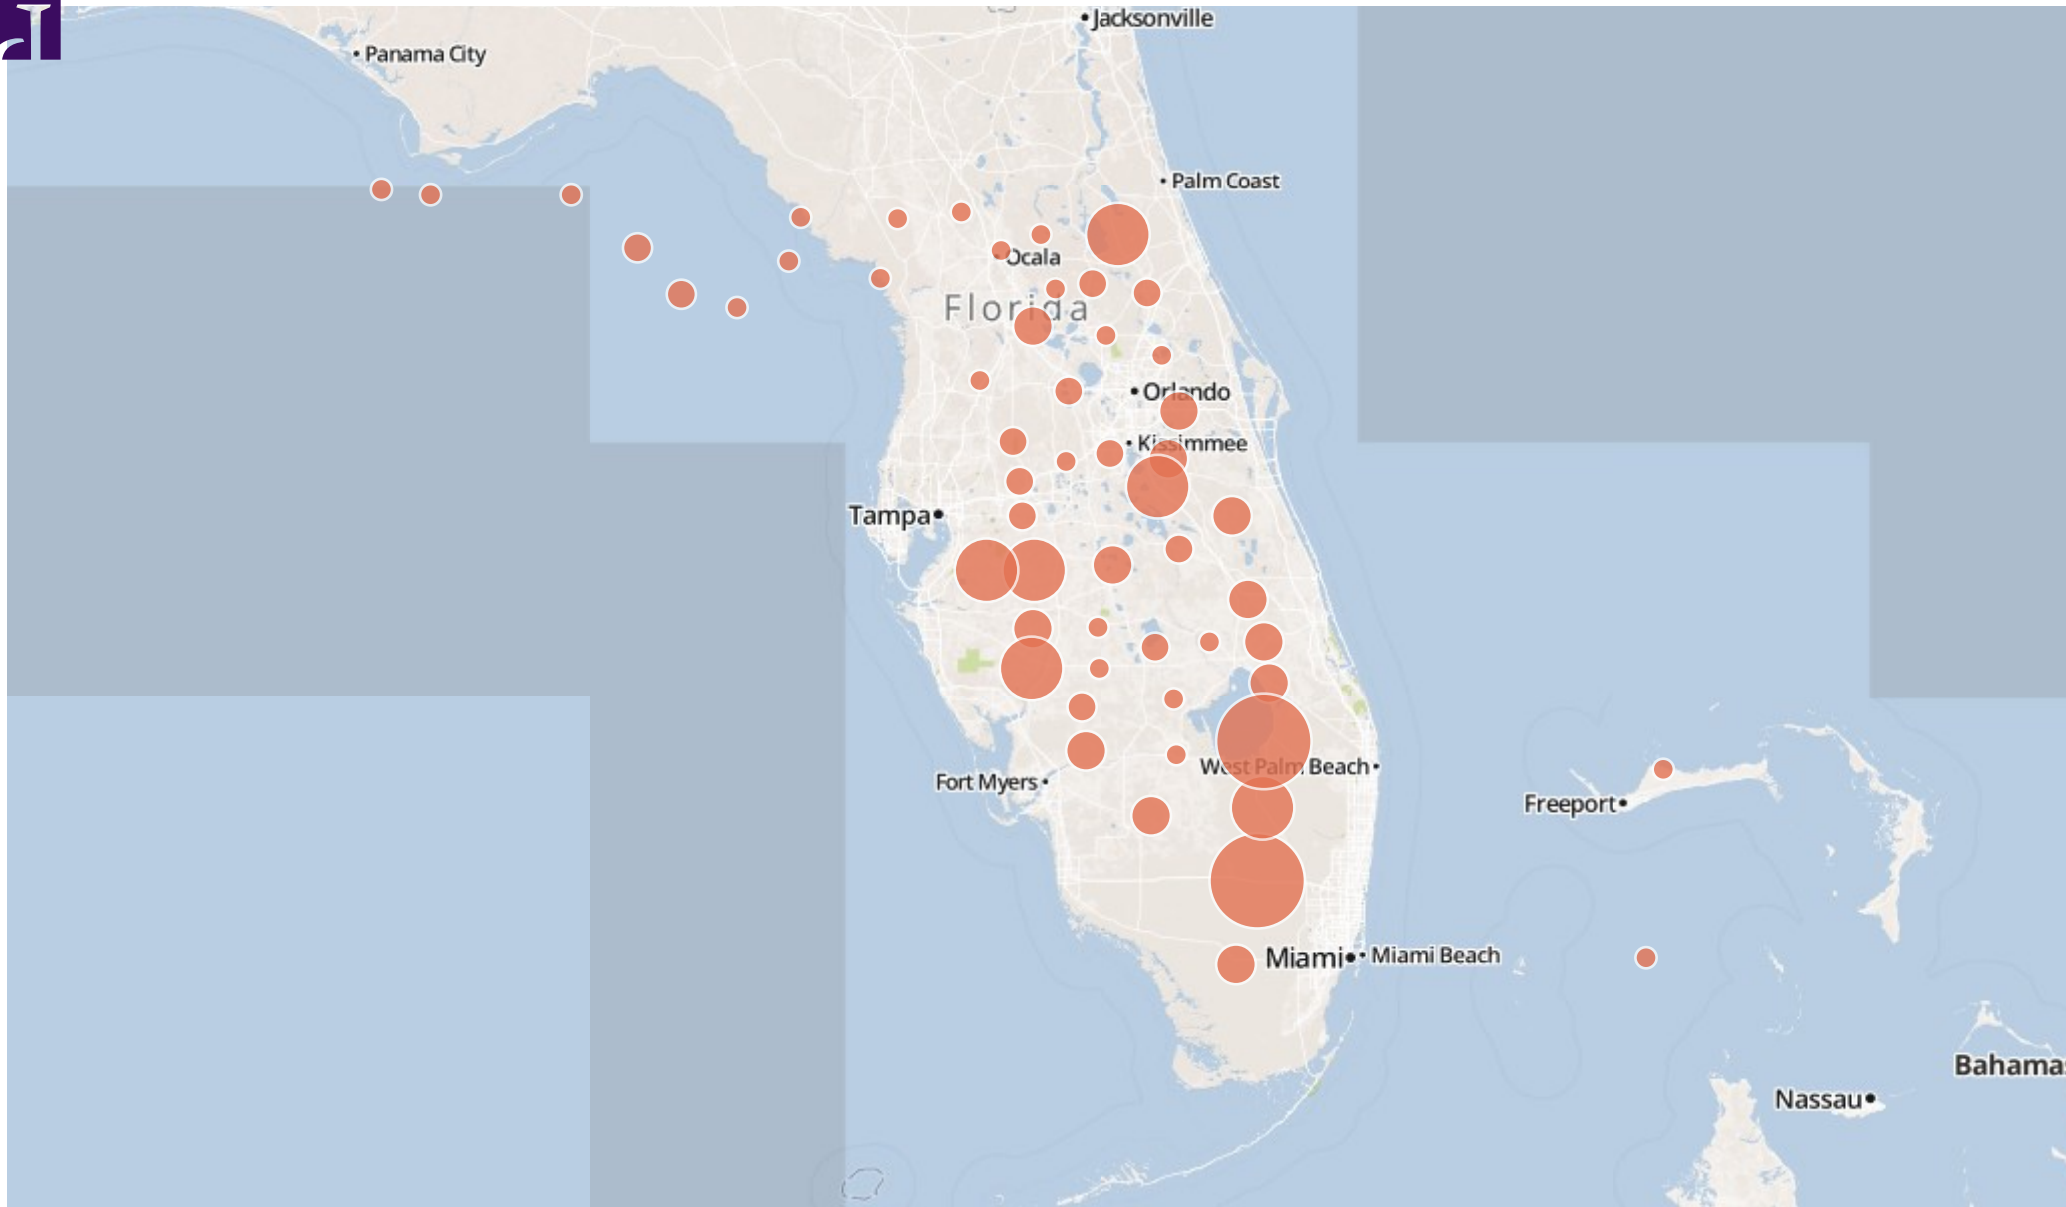 Jacksonville
Panama City
Palm Coast
Ocala
Florida
Orlando
Kissimmee
Tampa
West Palm Beach
Fort Myers
Freeport
Miami
Miami Beach
Bahamas
Nassau